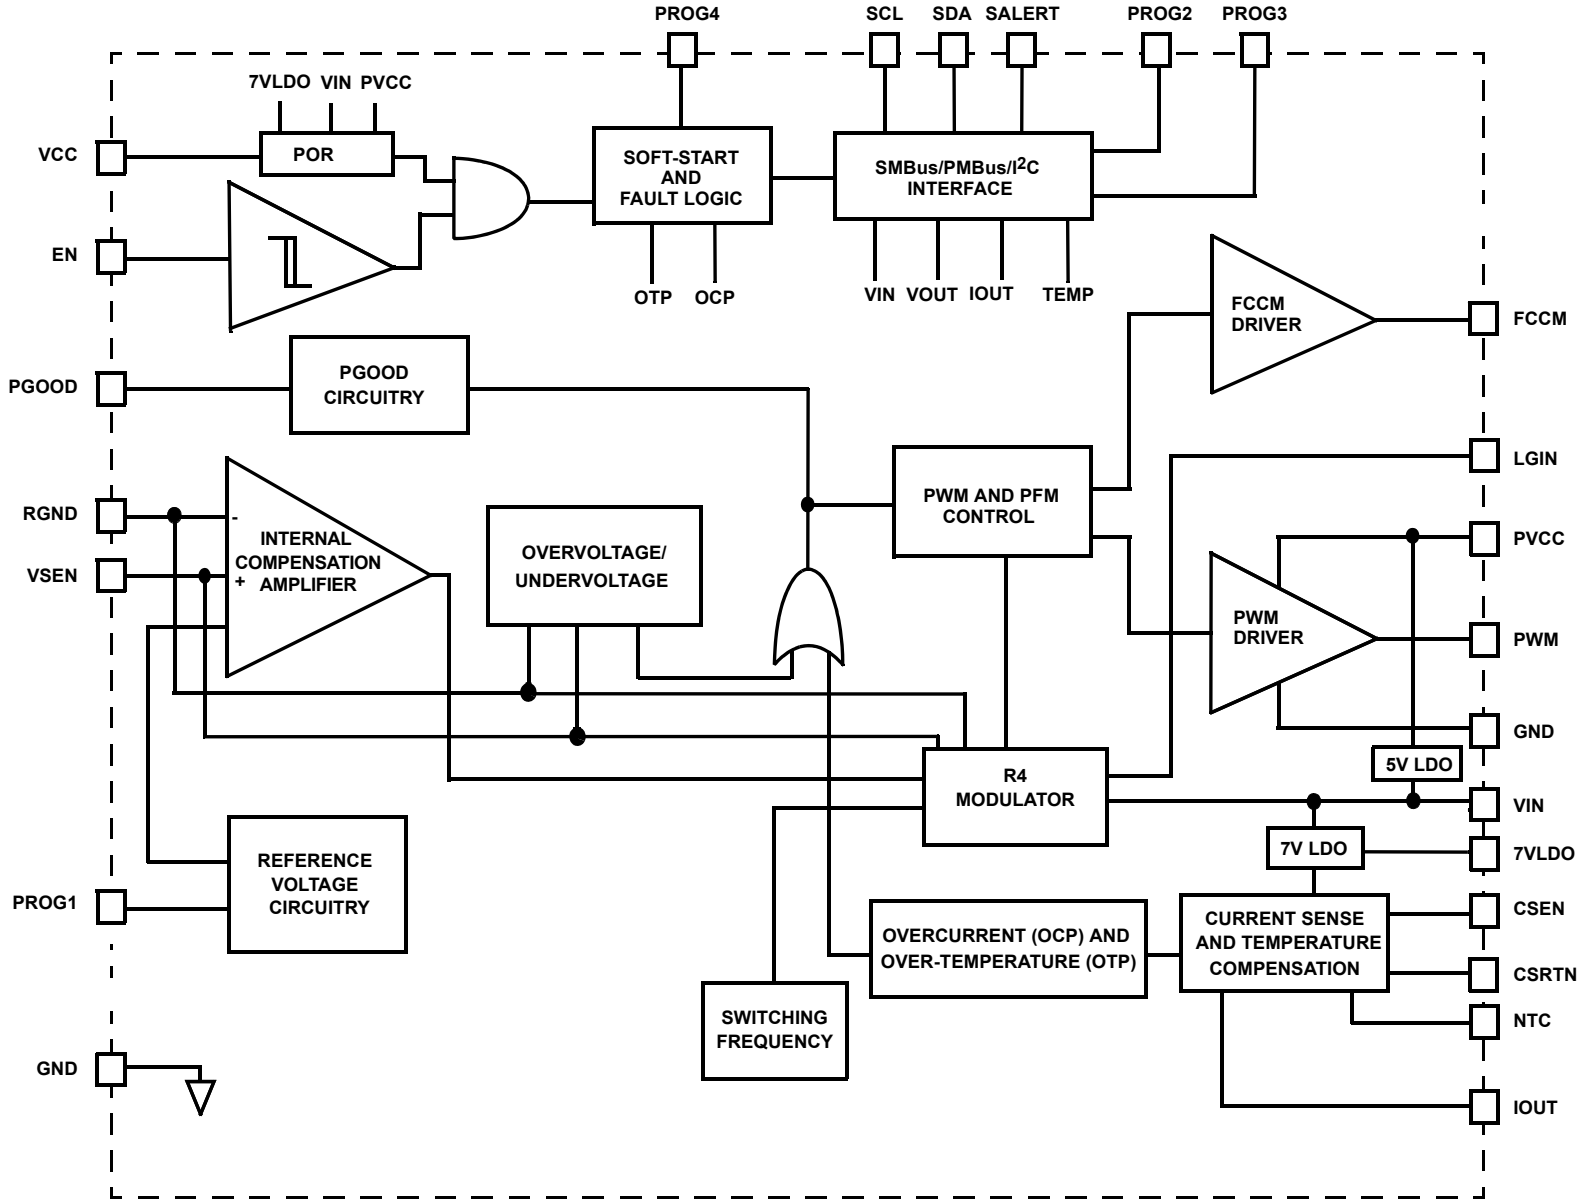 PROG4
SCL
SDA
SALERT
PROG2
PROG3
7VLDO
VIN
PVCC
VCC
POR
SOFT-START
AND
FAULT LOGIC
SMBus/PMBus/I²C
INTERFACE
EN
OTP
OCP
VIN
VOUT
IOUT
TEMP
FCCM
DRIVER
FCCM
PGOOD
PGOOD
CIRCUITRY
LGIN
RGND
-
INTERNAL
COMPENSATION
AMPLIFIER
+
VSEN
OVERVOLTAGE/
UNDERVOLTAGE
PWM AND PFM
CONTROL
PVCC
PWM
DRIVER
PWM
GND
5V LDO
R4
MODULATOR
VIN
7V LDO
7VLDO
REFERENCE
VOLTAGE
CIRCUITRY
PROG1
OVERCURRENT (OCP) AND
OVER-TEMPERATURE (OTP)
CURRENT SENSE
AND TEMPERATURE
COMPENSATION
CSEN
CSRTN
NTC
SWITCHING
FREQUENCY
GND
IOUT